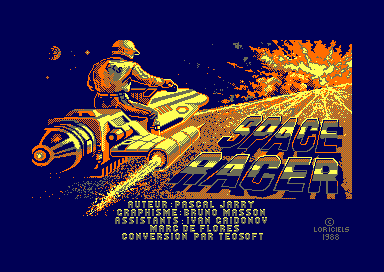 SPACE
RACER
AUTEUR:PASCAL JARRY
GRAPHISME:BRUNO MASSON
ASSISTANTS:IVAN GAIDONOV
MARC DE FLORES
CONVERSION PAR TEOSOFT
©
LORICIELS
1988